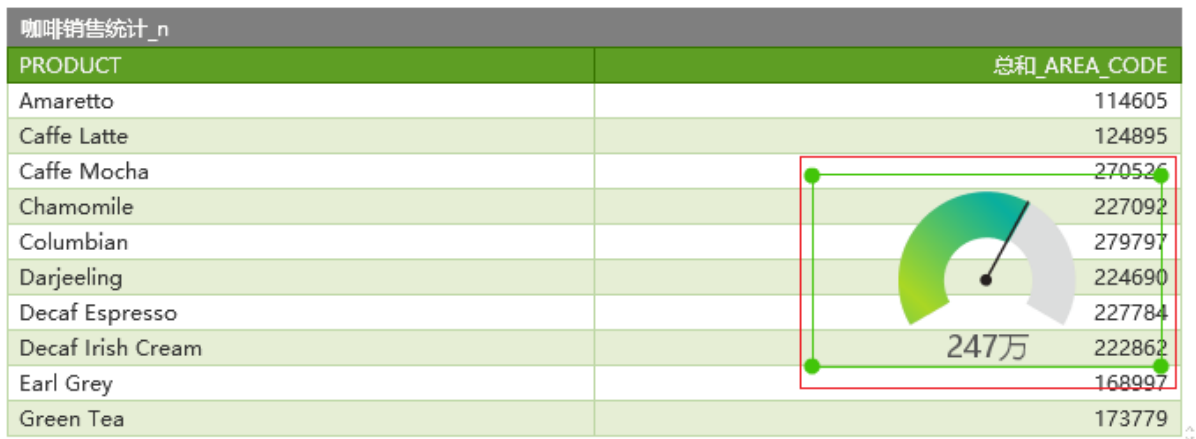 咖啡销售统计_n
PRODUCT 总和_AREA_CODE
Amaretto 114605
Caffe Latte 124895
Caffe Mocha 270526
Chamomile 227092
Columbian 279797
Darjeeling 224690
Decaf Espresso 227784
247万
Decaf Irish Cream 222862
Earl Grey 168997
Green Tea 173779